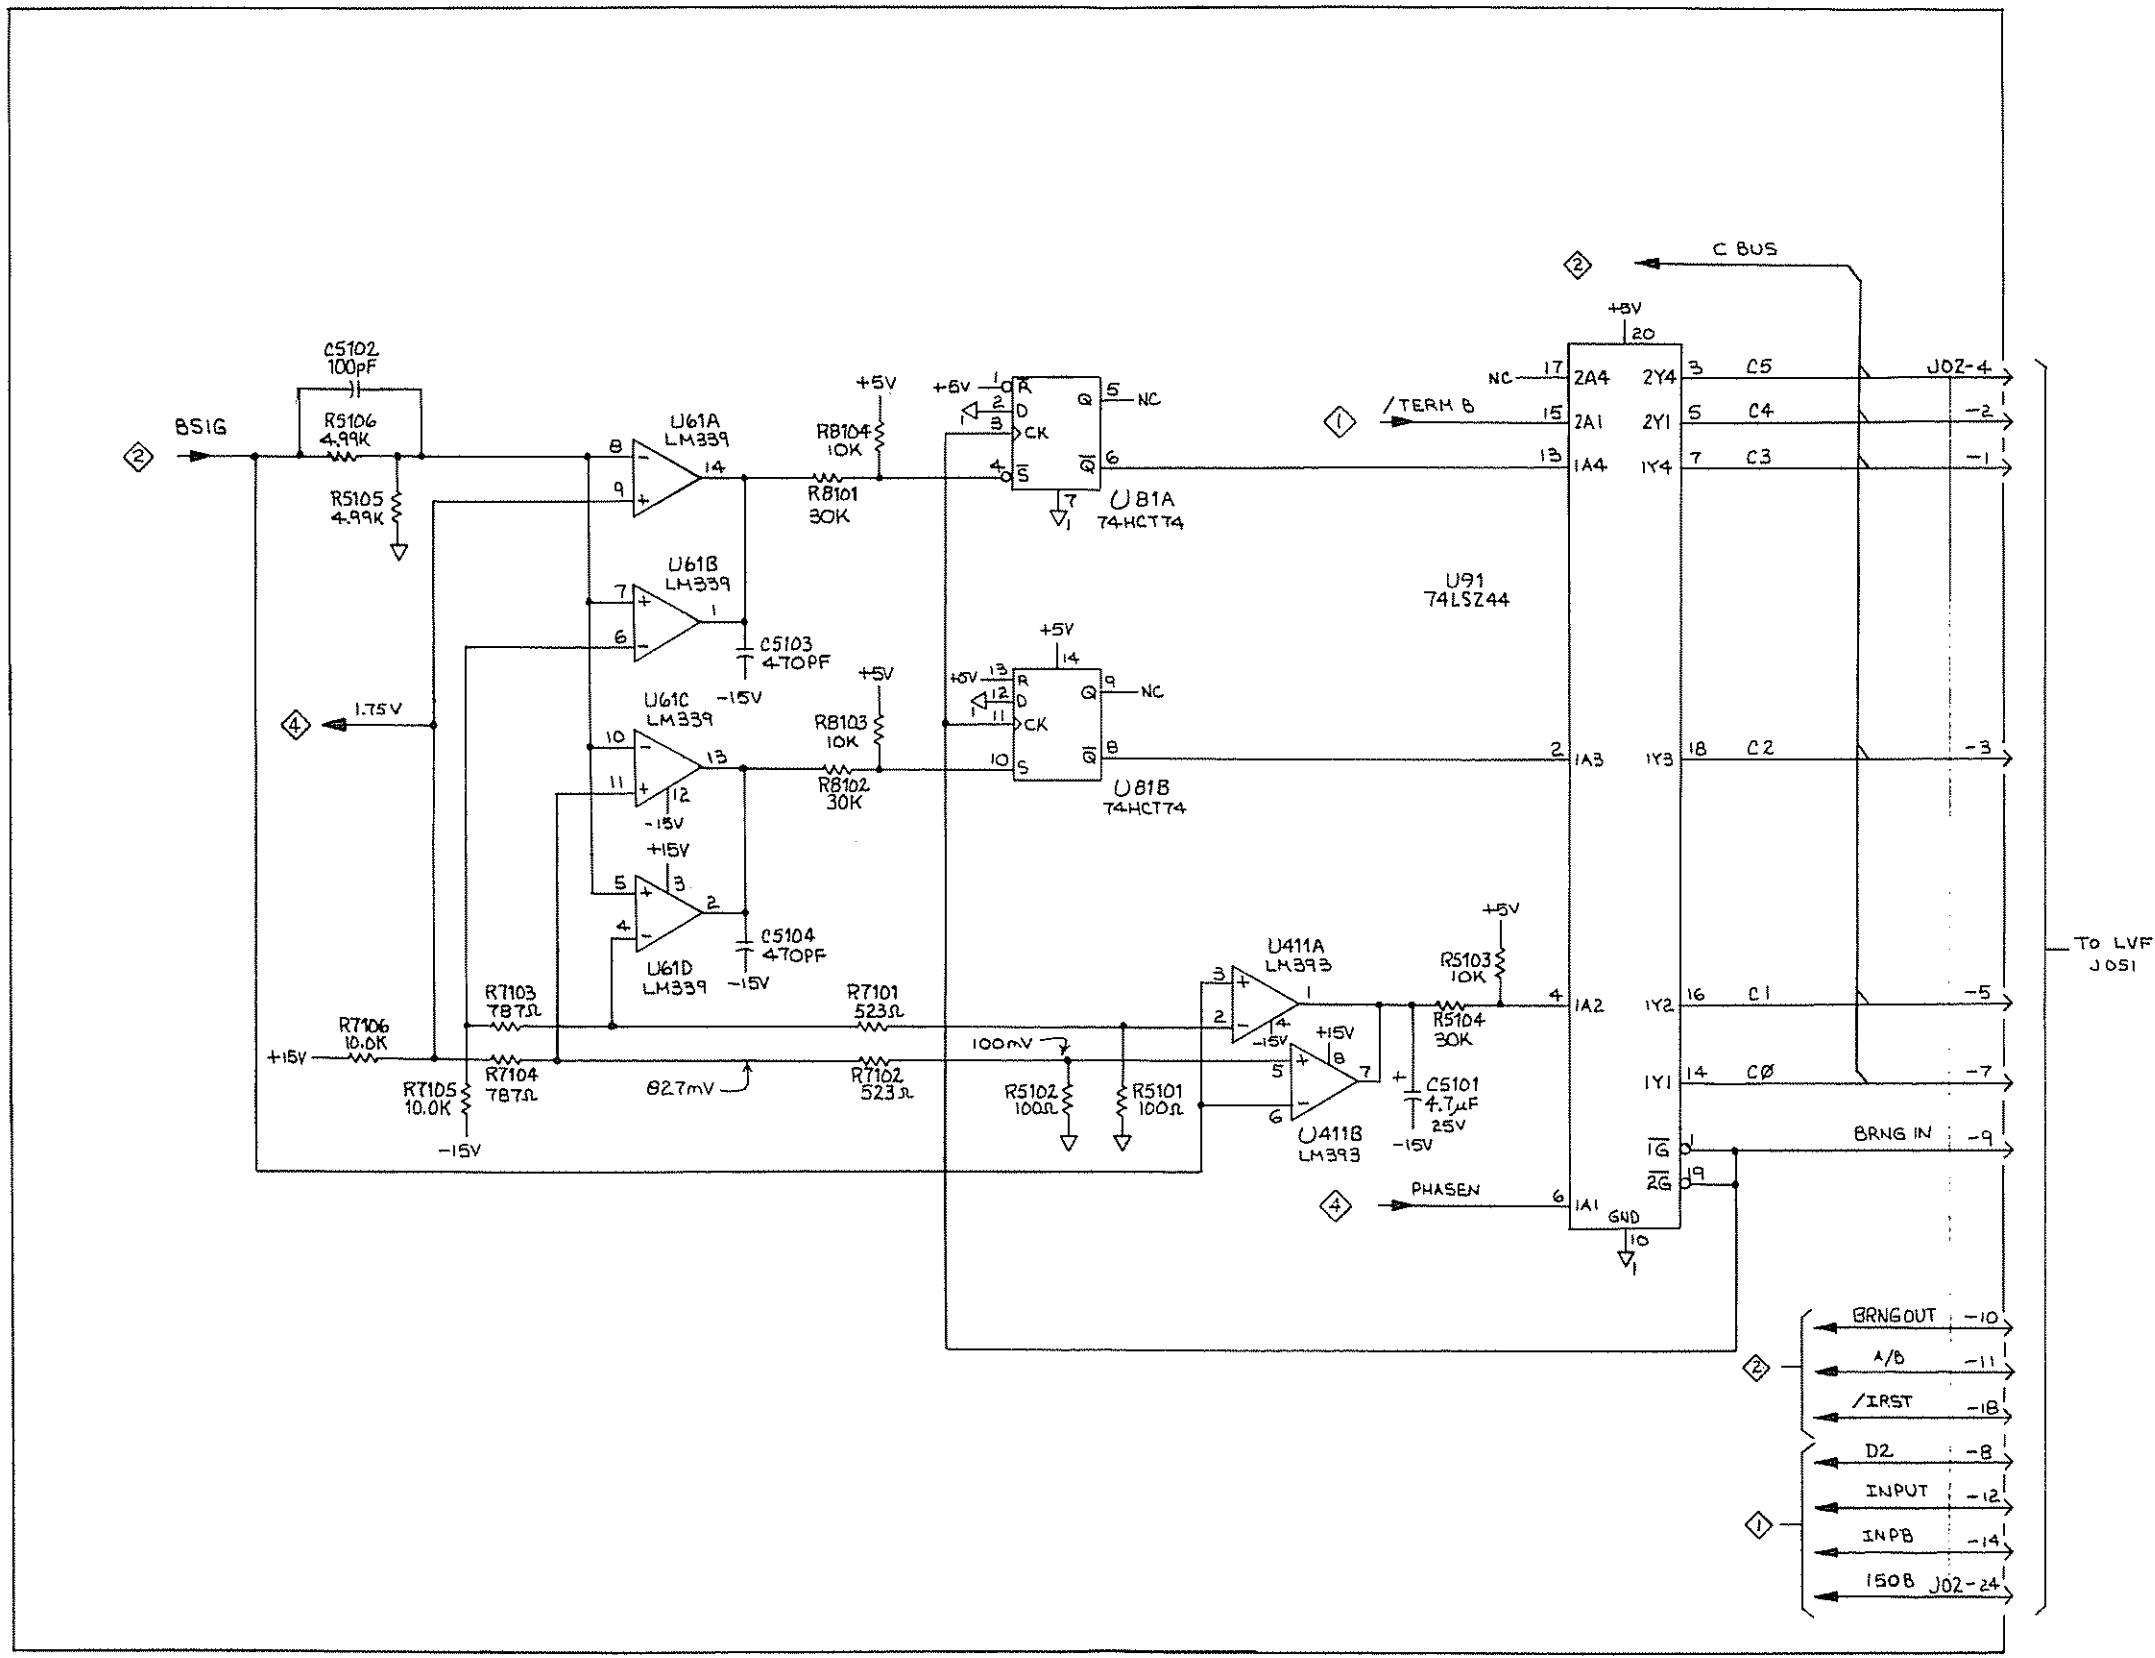 C BUS
2
+5V
20
C5102
100pF
R5106
4.99K
BSIG
2
R5105
4.99K
U61A
LM339
8
-
14
9
+
+5V
R8104
10K
R8101
30K
+5V
1
R
2
D
1
3
CK
4
S
Q
5
NC
Q
6
7
1
U81A
74HCT74
NC
17
2A4
2Y4
3
C5
J02-4
1
/TERM B
15
2A1
2Y1
5
C4
-2
13
1A4
1Y4
7
C3
-1
U61B
LM339
7
+
1
6
-
C5103
470PF
-15V
U91
74LS244
4
1.75V
U61C
LM339
10
-
13
11
+
12
-15V
+5V
R8103
10K
R8102
30K
+5V
14
+5V
13
R
12
D
1
11
CK
10
S
Q
9
NC
Q
8
U81B
74HCT74
2
1A3
1Y3
18
C2
-3
+15V
3
5
+
2
4
-
U61D
LM339
C5104
470PF
-15V
TO LVF
J051
R7103
787Ω
R7101
523Ω
R7106
10.0K
+15V
R7104
787Ω
R7105
10.0K
-15V
827mV
R7102
523Ω
100mV
R5102
100Ω
R5101
100Ω
U411A
LM393
3
+
1
2
-
4
-15V
+15V
8
5
+
7
6
-
U411B
LM393
+5V
R5103
10K
R5104
30K
+
C5101
4.7µF
25V
-15V
4
1A2
1Y2
16
C1
-5
1Y1
14
CØ
-7
1G
1
BRNG IN
-9
2G
19
4
PHASEN
6
1A1
GND
10
1
BRNGOUT
-10
2
A/B
-11
/IRST
-18
D2
-8
INPUT
-12
1
INPB
-14
150B
J02-24